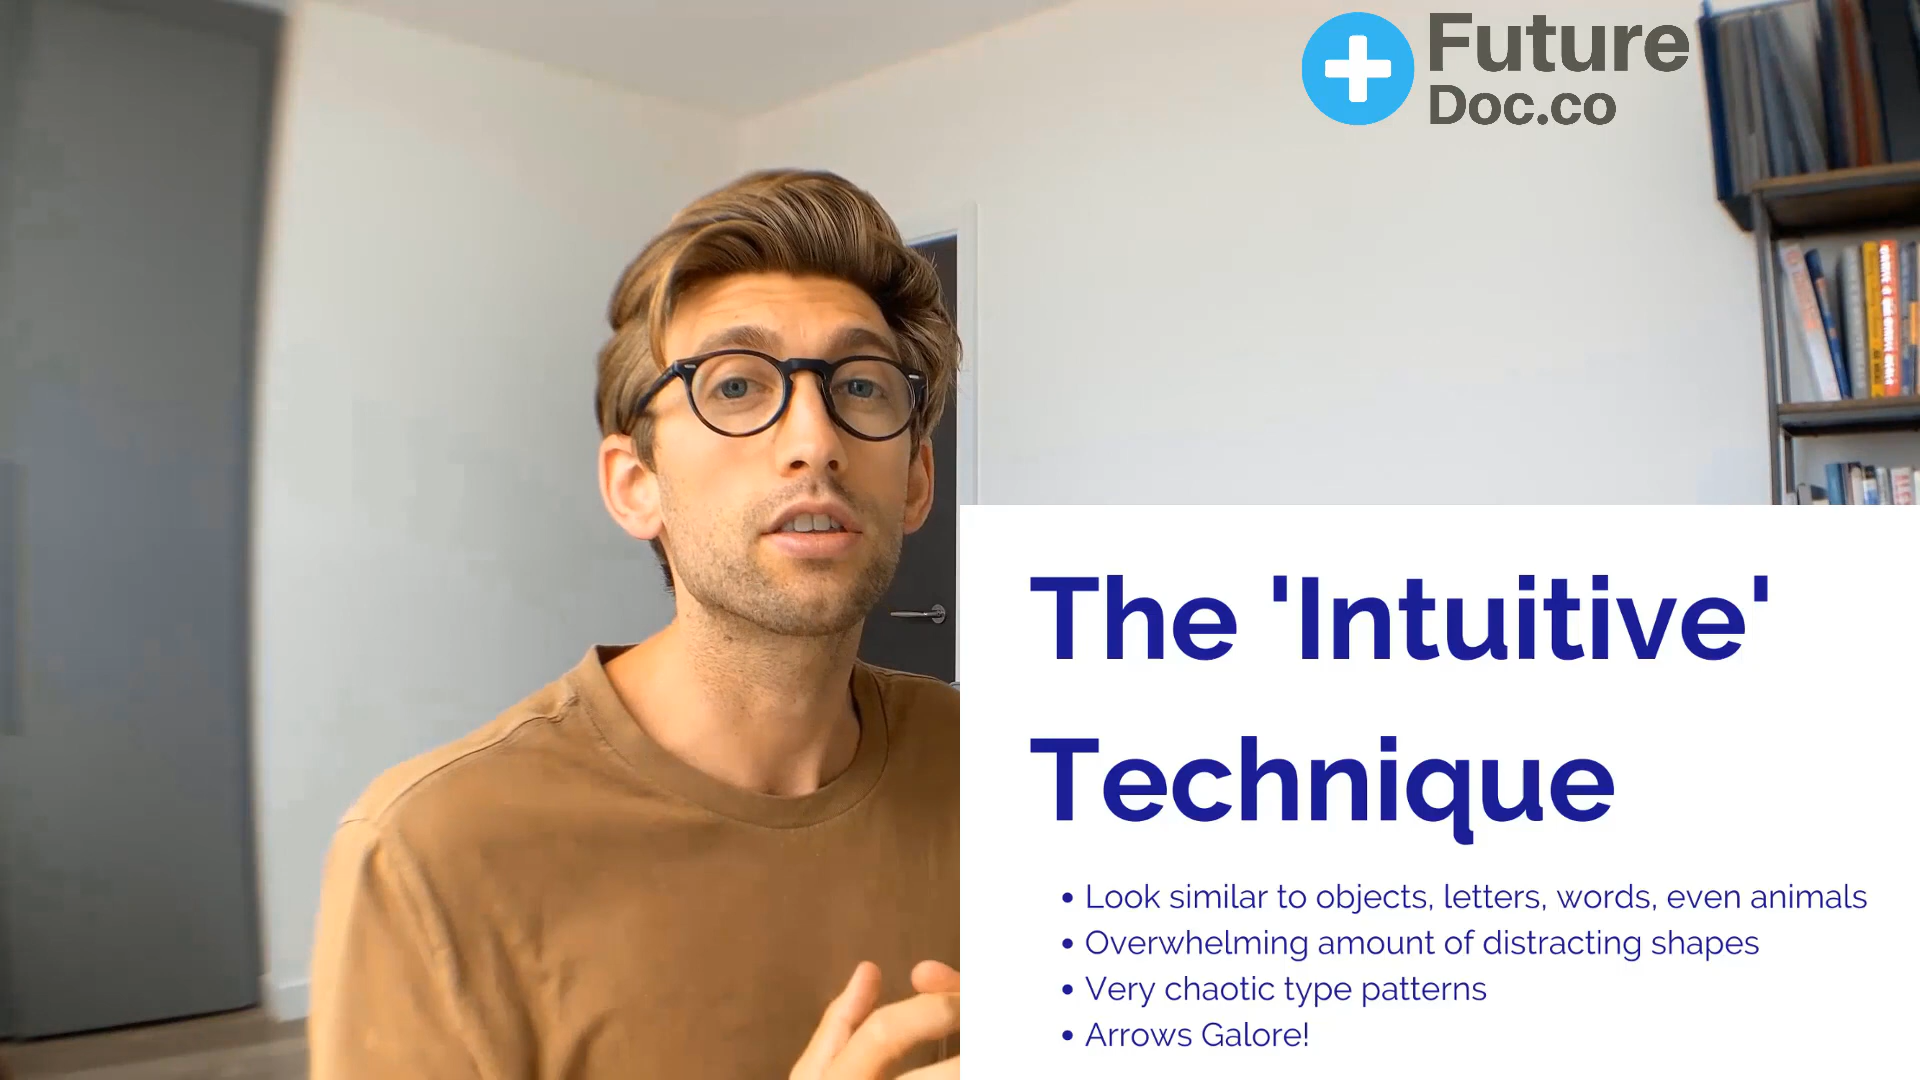 Future
Doc.co
The 'Intuitive'
Technique
Look similar to objects, letters, words, even animals
Overwhelming amount of distracting shapes
Very chaotic type patterns
Arrows Galore!